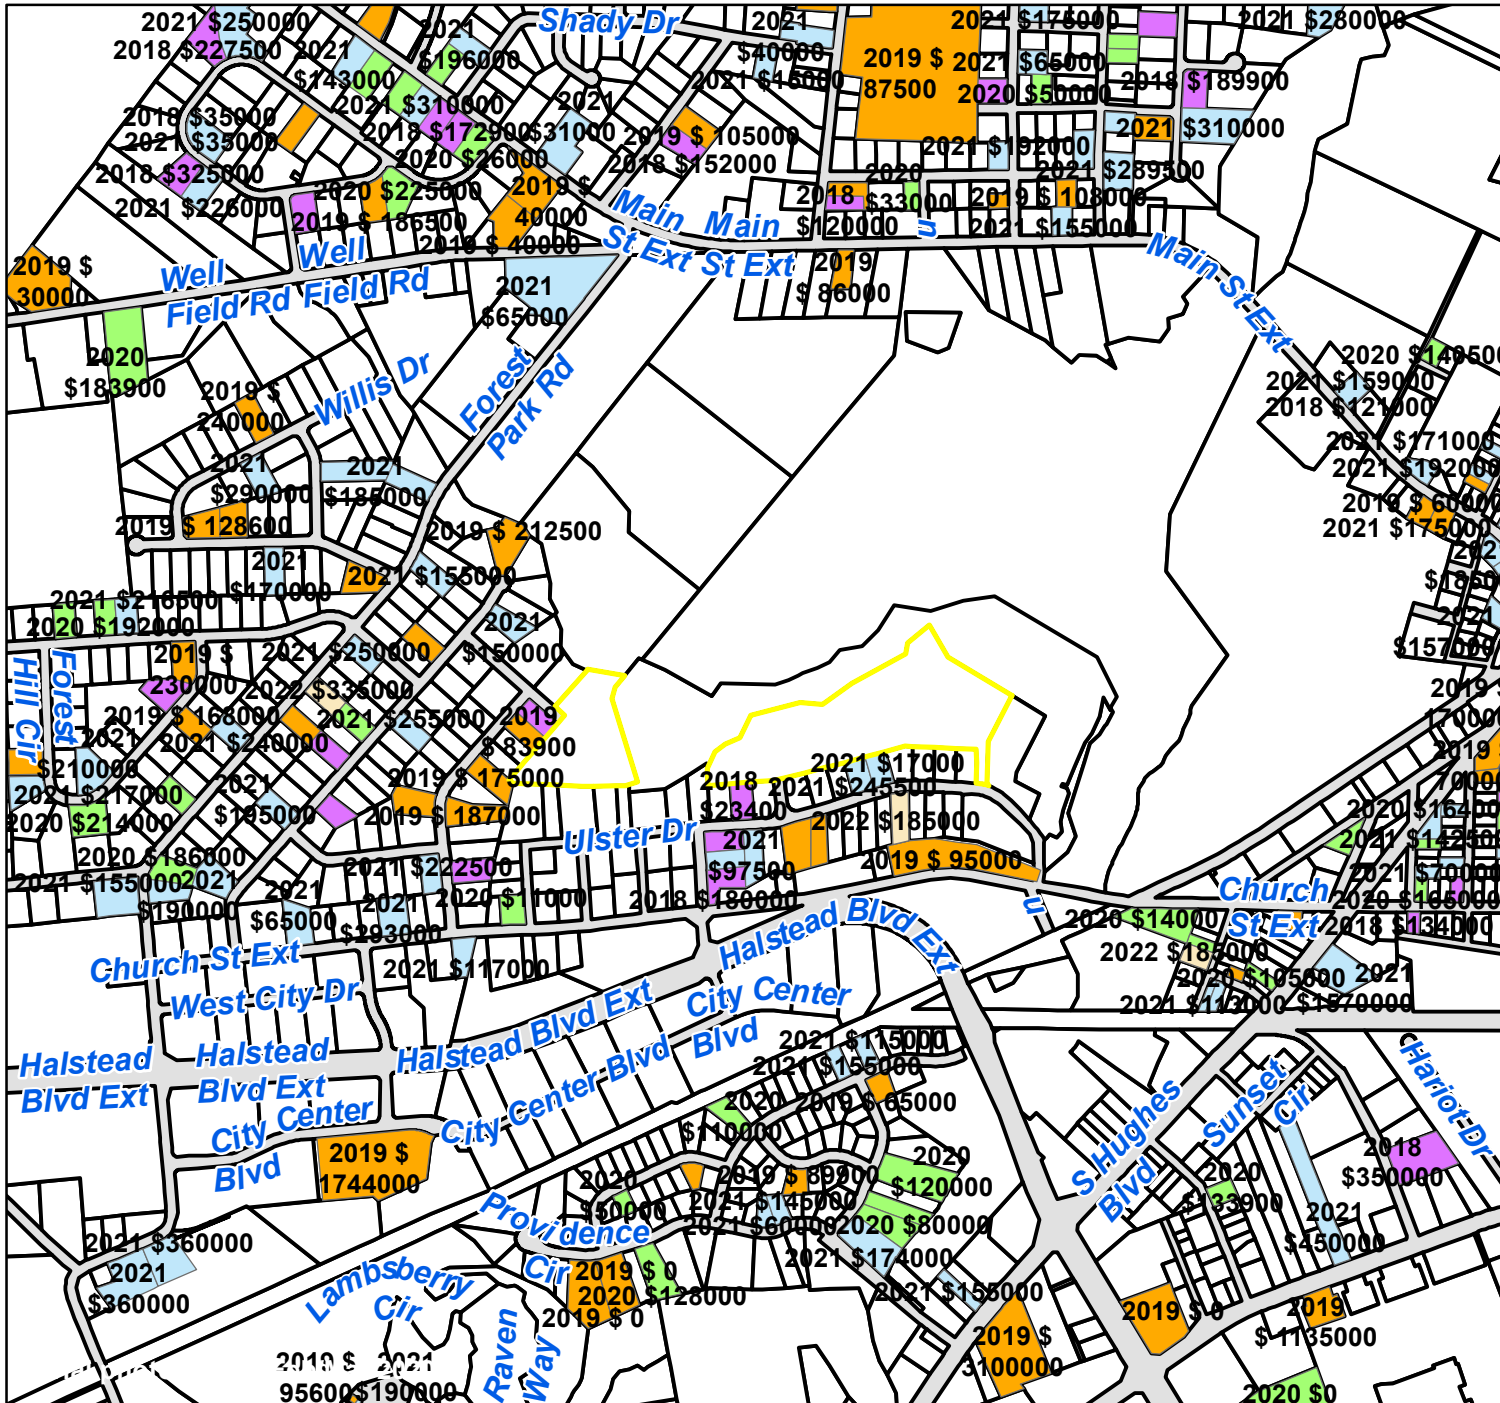 2021 $250000
2018 $227500
2021
$143000
2021
$196000
Shady Dr
2021
$40000
2021 $15000
2019 $
87500
2021 $175000
2021 $65000
2020 $50000
2021 $280000
2018 $189900
2021 $310000
2018 $35000
2021 $35000
2018 $325000
2021 $226000
2021 $310000
2018 $172900
2020 $26000
2021
$31000
2019 $ 105000
2018 $152000
2021 $192000
2021 $289500
2020 $225000
2019 $ 186500
2019 $
40000
2019 $ 40000
2018
$120000
2020
$33000
2019 $ 108000
2021 $155000
n
Main Main
St Ext St Ext
Main St Ext
2019
$ 86000
2019 $
30000
Well Well
Field Rd Field Rd
2021
$65000
2020
$183900
2019 $
240000
Willis Dr
Forest
Park Rd
2021 $159000
2018 $121000
2021 $171000
2021 $192000
2021 $175000
2021
$290000
2021
$185000
2019 $ 128600
2019 $ 212500
2021
$170000
2021 $155000
2021 $216500
2020 $192000
2021
$150000
$157000
2019 $
230000
2021 $250000
2022 $335000
2021 $255000
Forest
Hill Cir
2019 $ 168000
2021 $240000
2019
$ 83900
2021
$210000
2021 $217000
2020 $214000
2021
$195000
2019 $ 175000
2019 $ 187000
2018
$23400
2021 $17000
2021 $245500
2022 $185000
2019 $ 95000
Ulster Dr
2021
$97500
2018 $180000
2020 $186000
2021 $155000
2021
$190000
2021 $222500
2020 $11000
2021
$65000
2021
$293000
2021 $117000
u
Church
St Ext
2020 $14000
2022 $185000
2020 $105000
2018 $134000
2021
$1570000
Church St Ext
West City Dr
Halstead Blvd Ext
Halstead
Blvd Ext
Halstead
Blvd Ext
Halstead Blvd Ext
City Center
Blvd
City Center
Blvd
City Center Blvd
2021 $115000
2021 $155000
2019 $ 65000
2020
$110000
2019 $
1744000
2020
$50000
2019 $ 89900
2021 $145000
2021 $60000
2020 $80000
2020
$120000
2021 $174000
2021 $155000
Providence
Cir
2019 $ 0
2020 $128000
2019 $ 0
Lambsberry
Cir
Raven
Way
2021 $360000
2021
$360000
2019 $
95600
2021
$190000
S Hughes
Blvd
Sunset
Cir
Hariot Dr
2018
$350000
2020
$133900
2021
$450000
2019 $ 0
2019
$ 1135000
2019 $
3100000
2020 $0